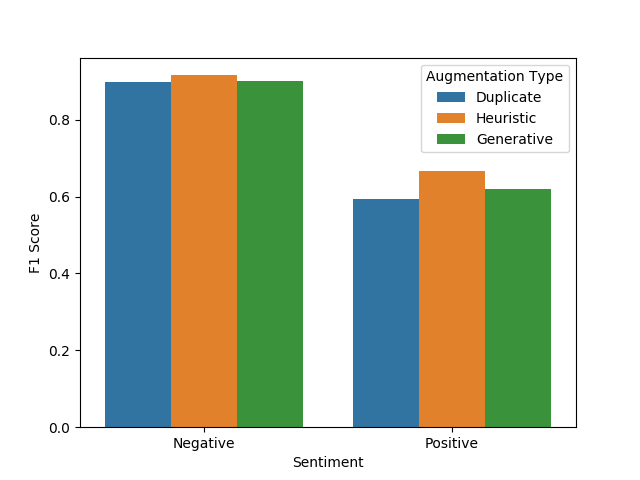 Augmentation Type
Duplicate
Heuristic
Generative
F1 Score
0.8
0.6
0.4
0.2
0.0
Negative
Positive
Sentiment